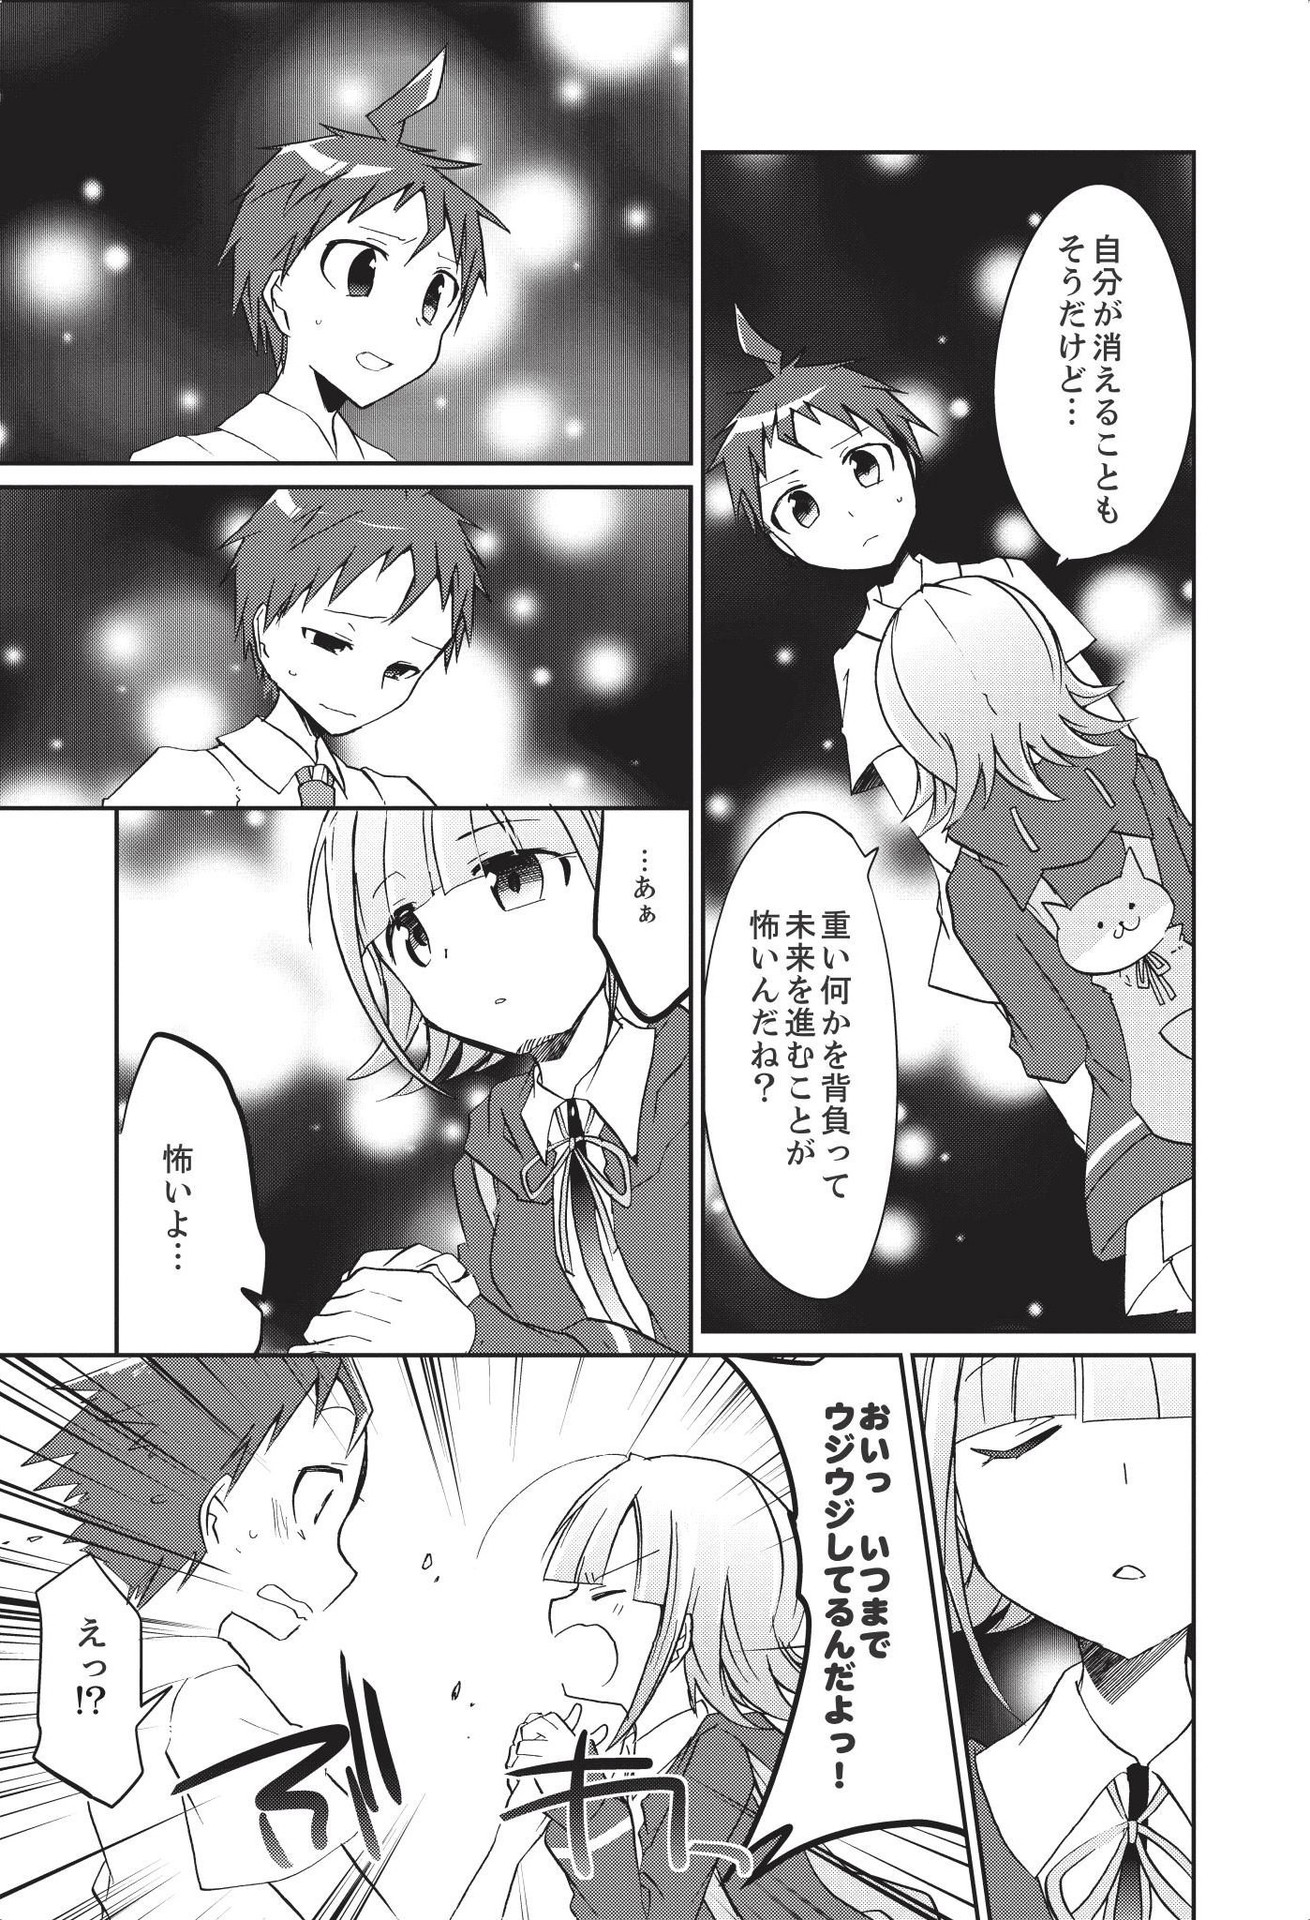 自分が消えることも
そうだけど…
重い何かを背負って
未来を進むことが
怖いんだね？
…あぁ
怖いよ…
おいっ　いつまで
ウジウジしてるんだよっ！
えっ!?